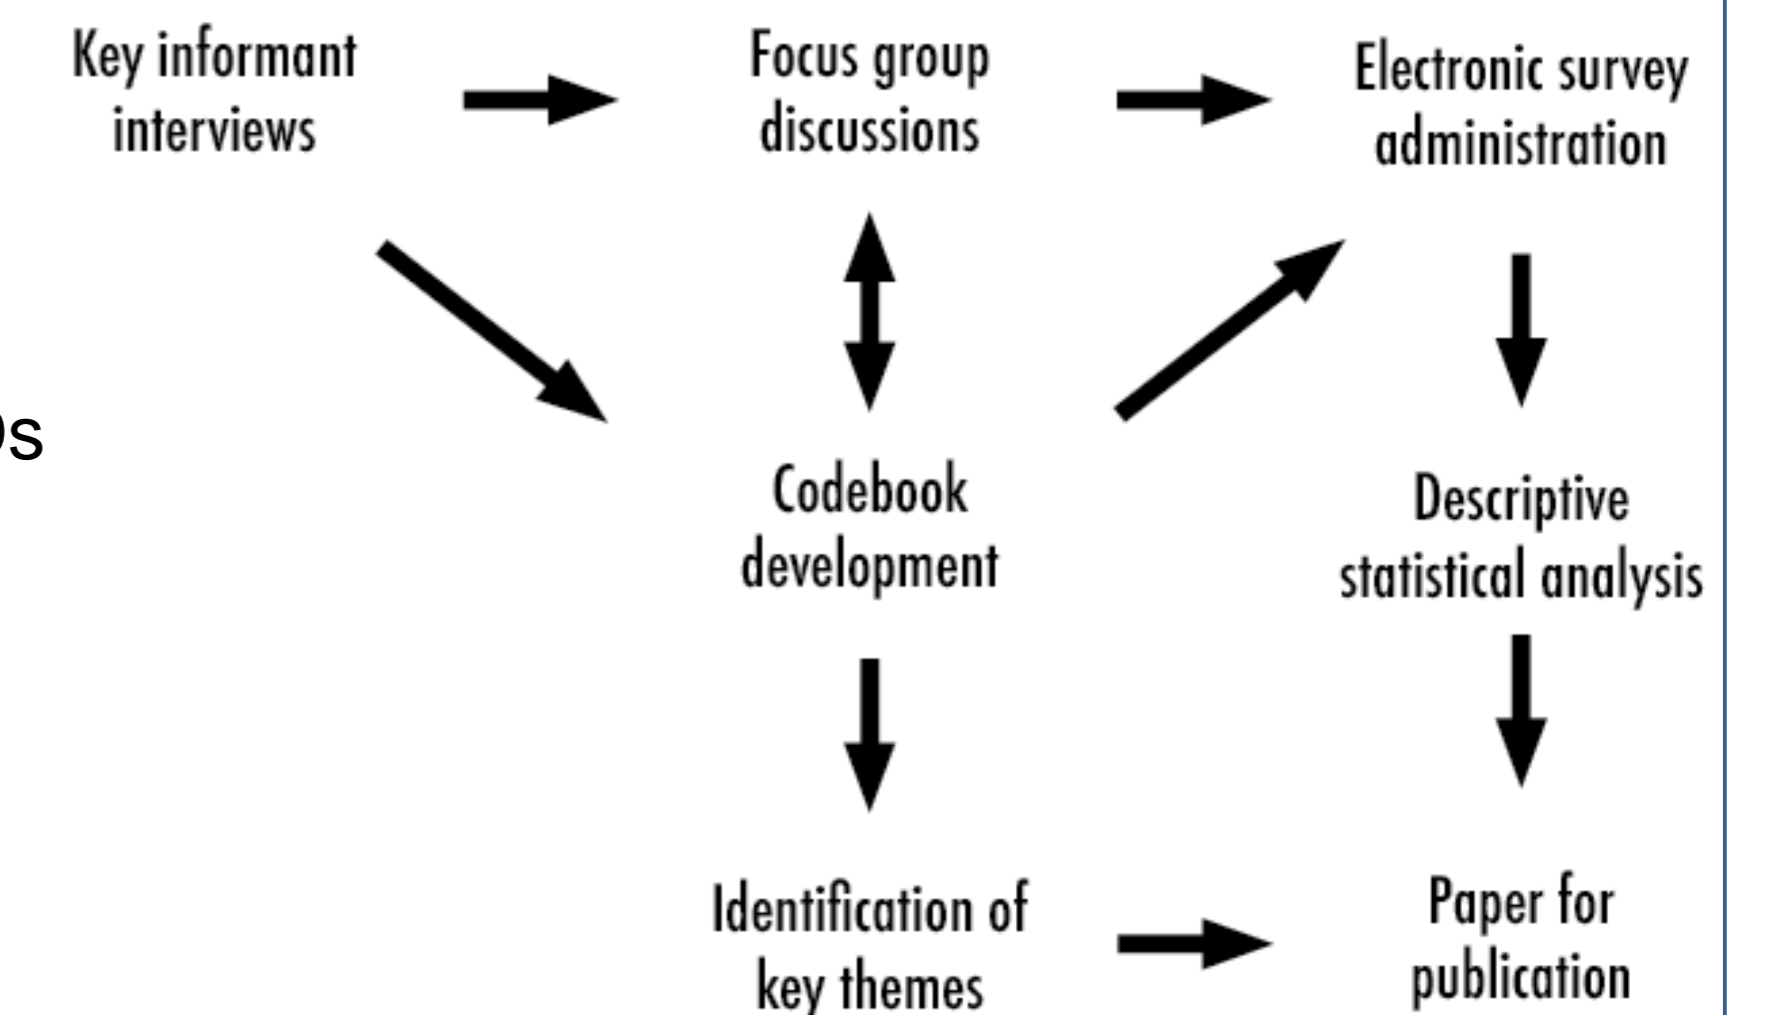 Key informant
interviews
Focus group
discussions
Electronic survey
administration
Codebook
development
Descriptive
statistical analysis
Identification of
key themes
Paper for
publication